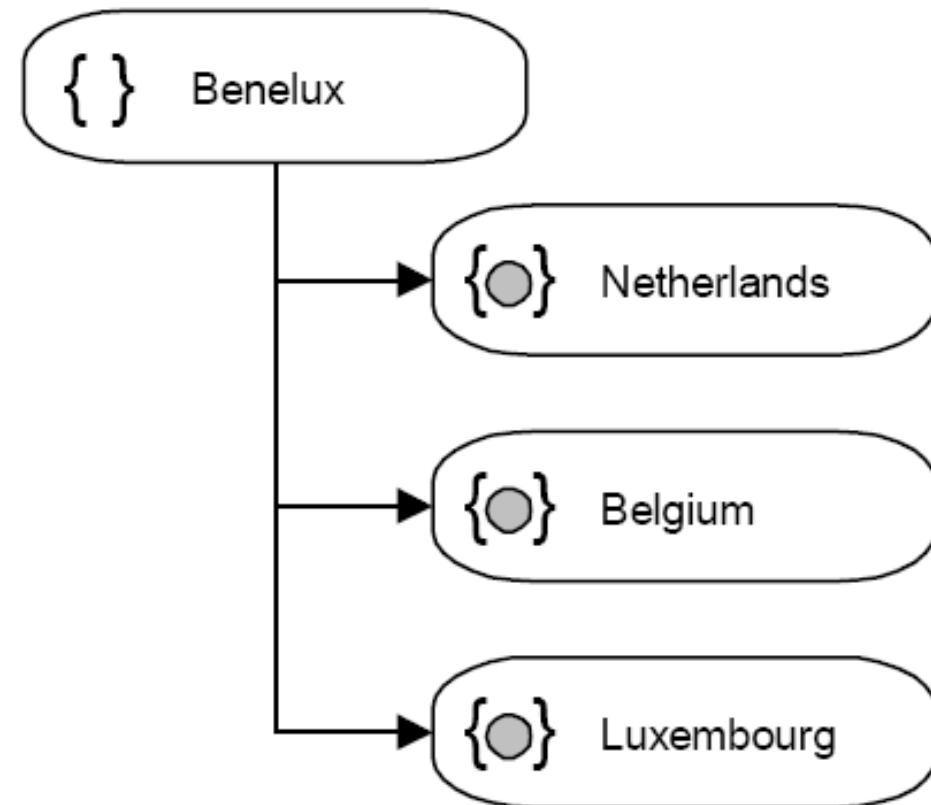 { } Benelux
{ } Netherlands
{ } Belgium
{ } Luxembourg